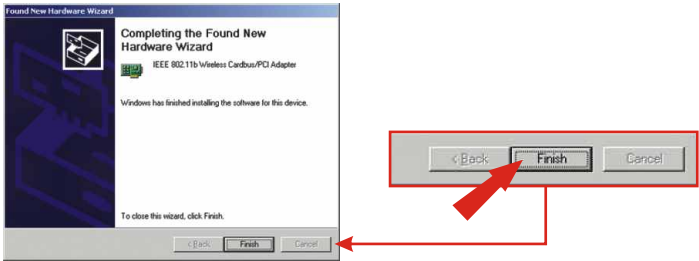 Found New Hardware Wizard
Completing the Found New
Hardware Wizard
IEEE 802.11b Wireless Cardbus/PCI Adapter
Windows has finished installing the software for this device.
To close this wizard, click Finish.
< Back Finish Cancel
< Back Finish Cancel